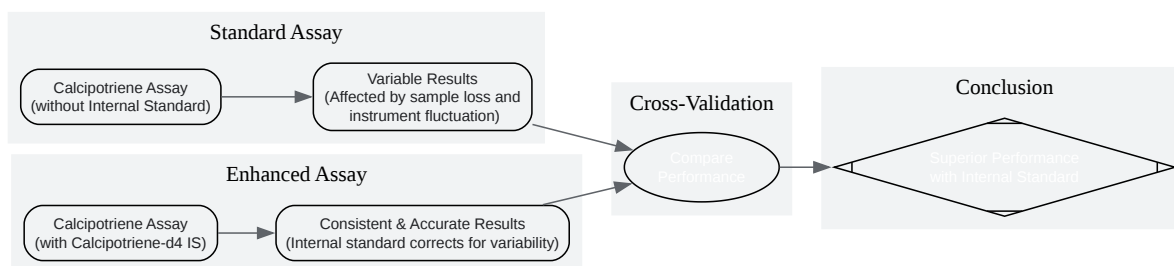 Standard Assay
Calcipotriene Assay
(without Internal Standard)
Variable Results
(Affected by sample loss and
instrument fluctuation)
Enhanced Assay
Calcipotriene Assay
(with Calcipotriene-d4 IS)
Consistent & Accurate Results
(Internal standard corrects for variability)
Cross-Validation
Compare
Performance
Conclusion
Superior Performance
with Internal Standard